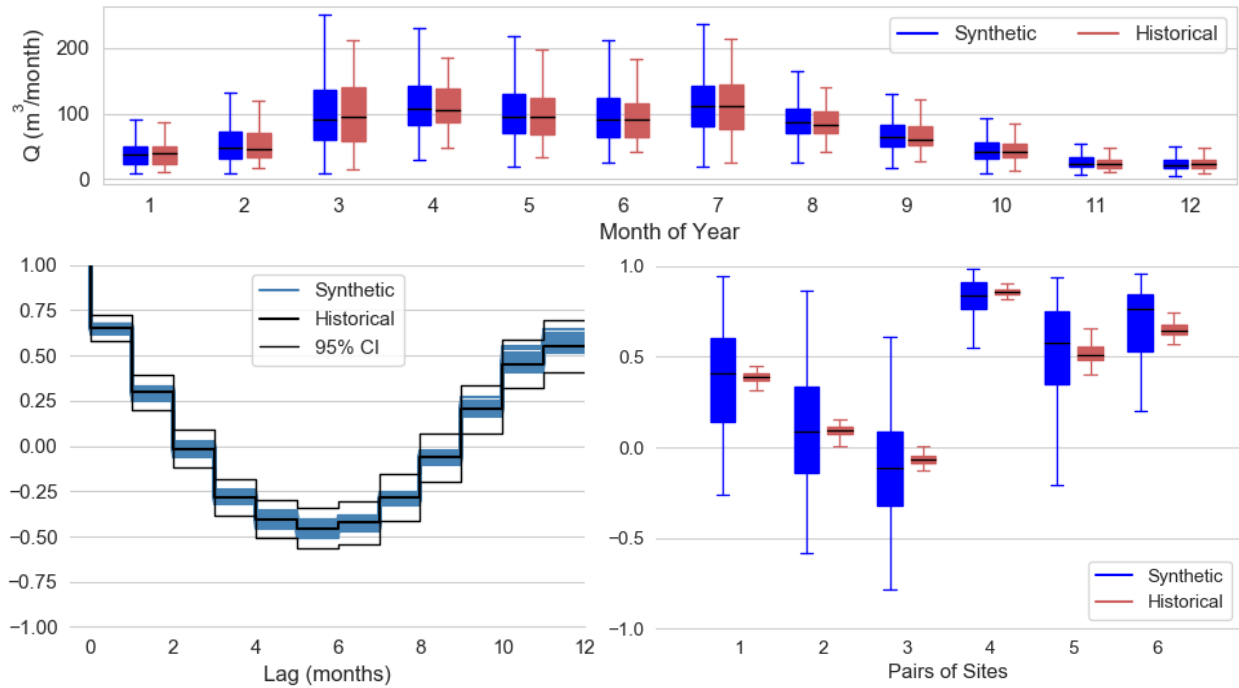 Q (m³/month)
200
100
0
Synthetic Historical
1 2 3 4 5 6 7 8 9 10 11 12
Month of Year
1.00
0.75
0.50
0.25
0.00
−0.25
−0.50
−0.75
−1.00
Synthetic
Historical
95% CI
0 2 4 6 8 10 12
Lag (months)
1.0
0.5
0.0
−0.5
−1.0
Synthetic
Historical
1 2 3 4 5 6
Pairs of Sites